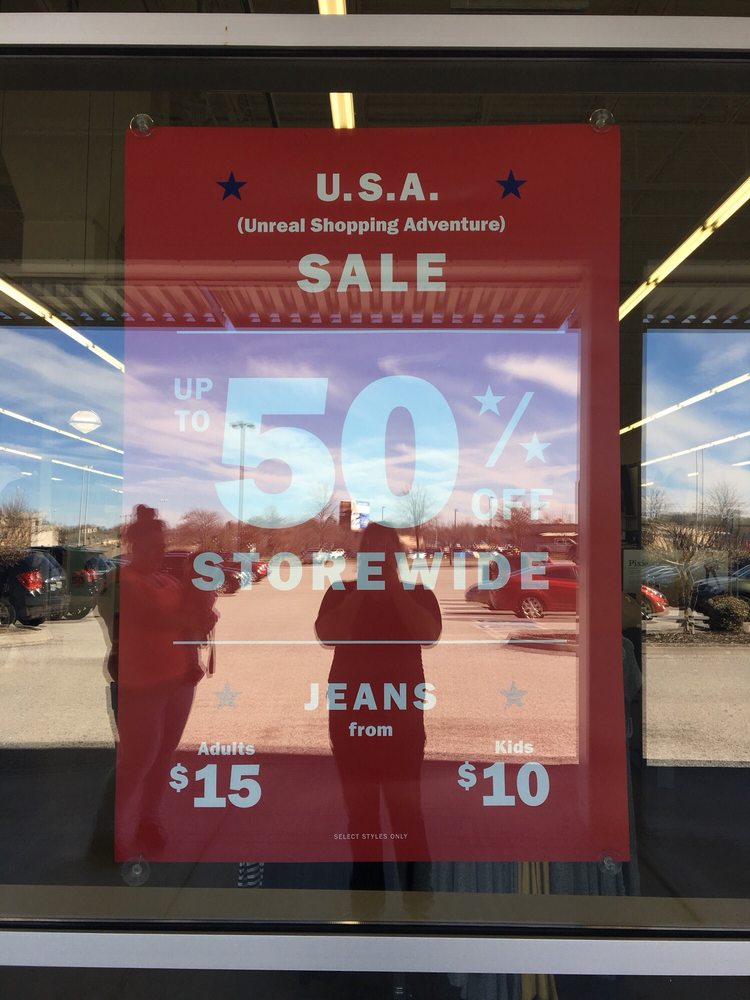 U.S.A.
(Unreal Shopping Adventure)
SALE
UP TO 50% OFF
STOREWIDE
JEANS
from
Adults
$15
Kids
$10
SELECT STYLES ONLY